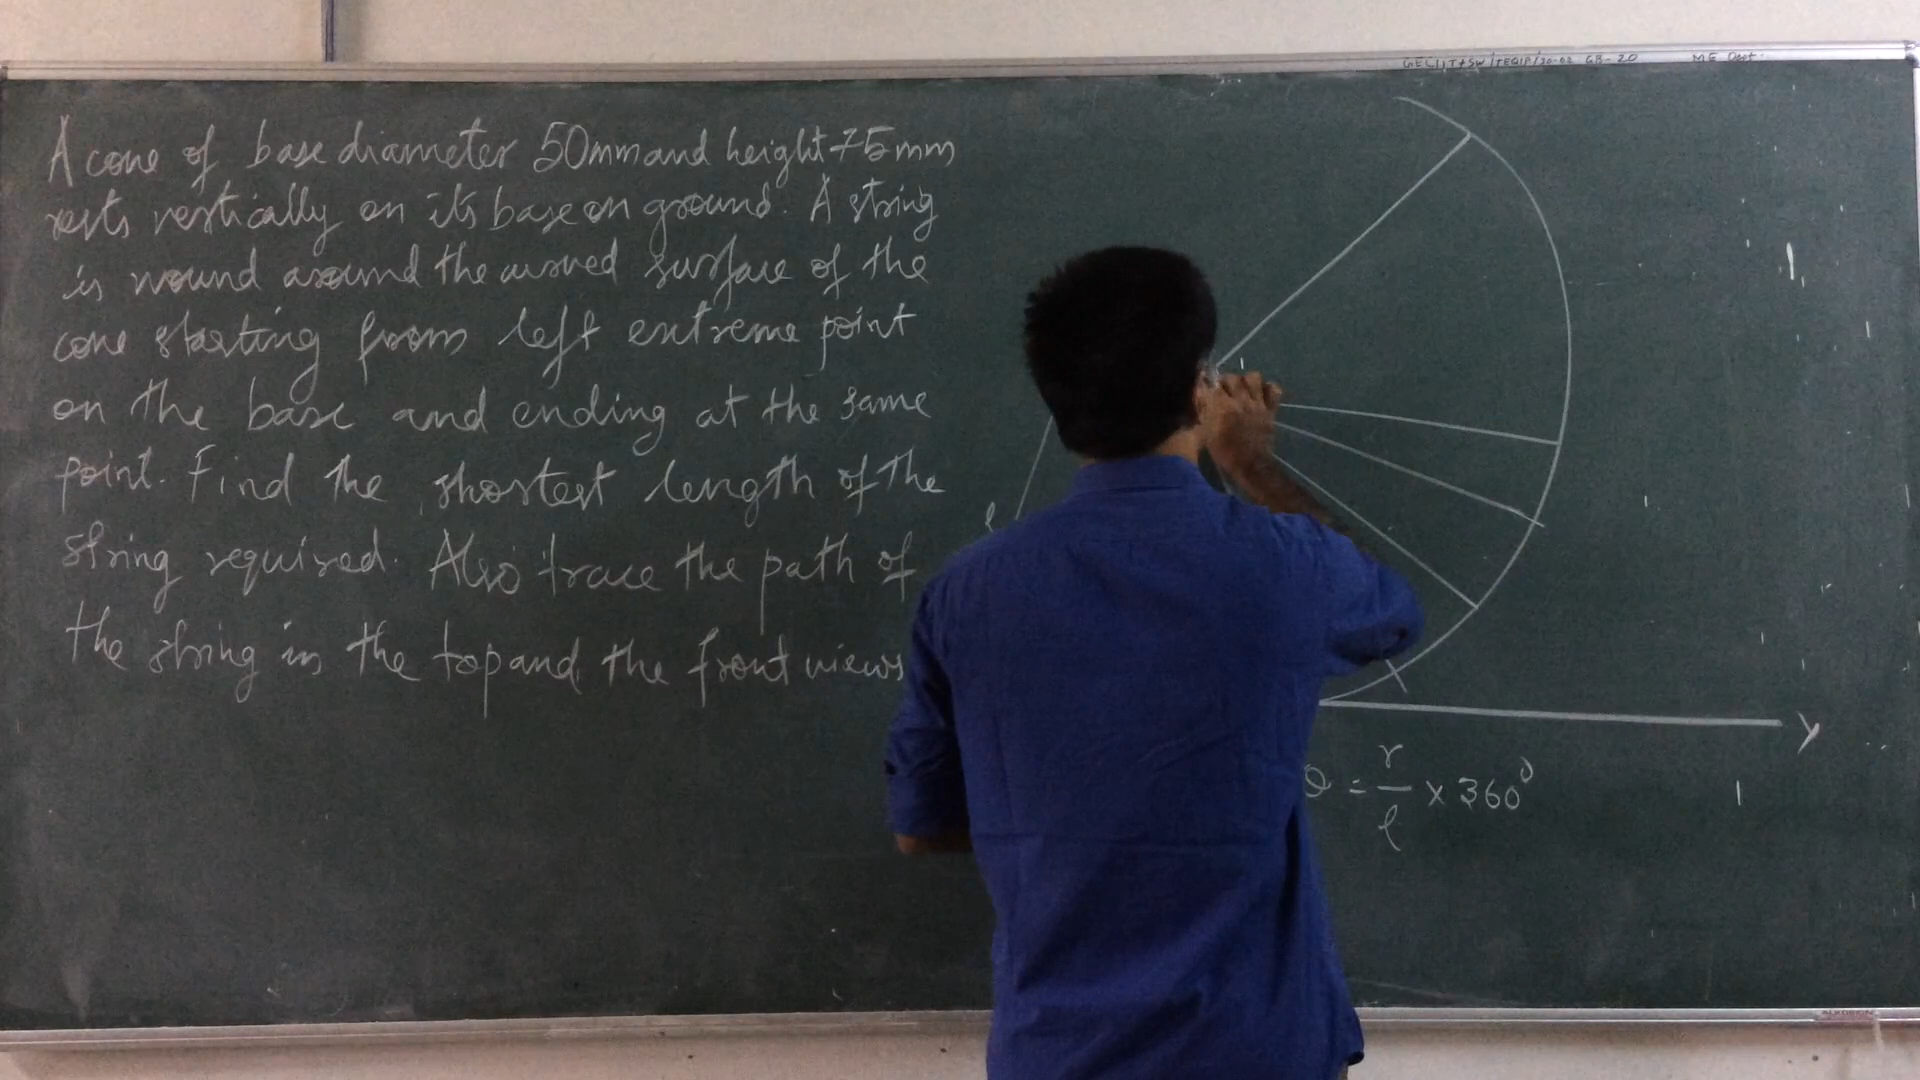 A cone of base diameter 50mm and height 75mm
rests vertically on its base on ground. A string
is wound around the curved surface of the
cone starting from left extreme point
on the base and ending at the same
point. Find the shortest length of the
string required. Also trace the path of
the string in the top and the front views
Y
θ = r/l × 360°
ME Dept.